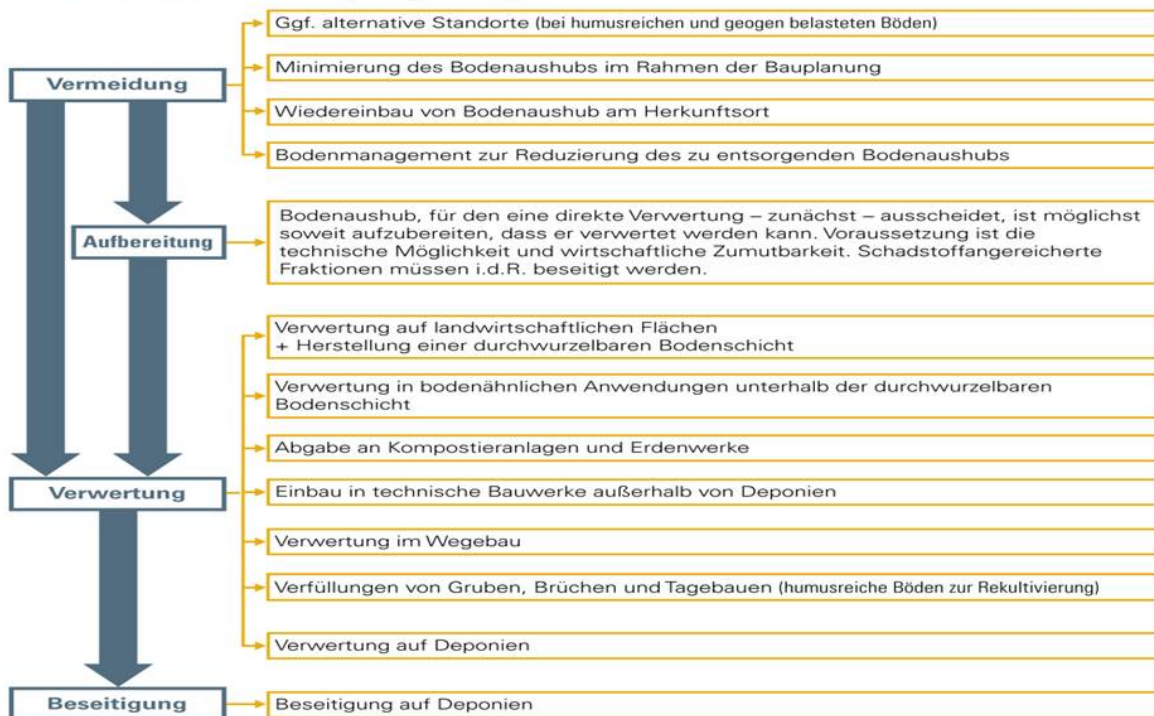 Ggf. alternative Standorte (bei humusreichen und geogen belasteten Böden)
Vermeidung
Minimierung des Bodenaushubs im Rahmen der Bauplanung
Wiedereinbau von Bodenaushub am Herkunftsort
Bodenmanagement zur Reduzierung des zu entsorgenden Bodenaushubs
Aufbereitung
Bodenaushub, für den eine direkte Verwertung – zunächst – ausscheidet, ist möglichst
soweit aufzubereiten, dass er verwertet werden kann. Voraussetzung ist die
technische Möglichkeit und wirtschaftliche Zumutbarkeit. Schadstoffangereicherte
Fraktionen müssen i.d.R. beseitigt werden.
Verwertung auf landwirtschaftlichen Flächen
+ Herstellung einer durchwurzelbaren Bodenschicht
Verwertung in bodenähnlichen Anwendungen unterhalb der durchwurzelbaren
Bodenschicht
Abgabe an Kompostieranlagen und Erdenwerke
Verwertung
Einbau in technische Bauwerke außerhalb von Deponien
Verwertung im Wegebau
Verfüllungen von Gruben, Brüchen und Tagebauen (humusreiche Böden zur Rekultivierung)
Verwertung auf Deponien
Beseitigung
Beseitigung auf Deponien